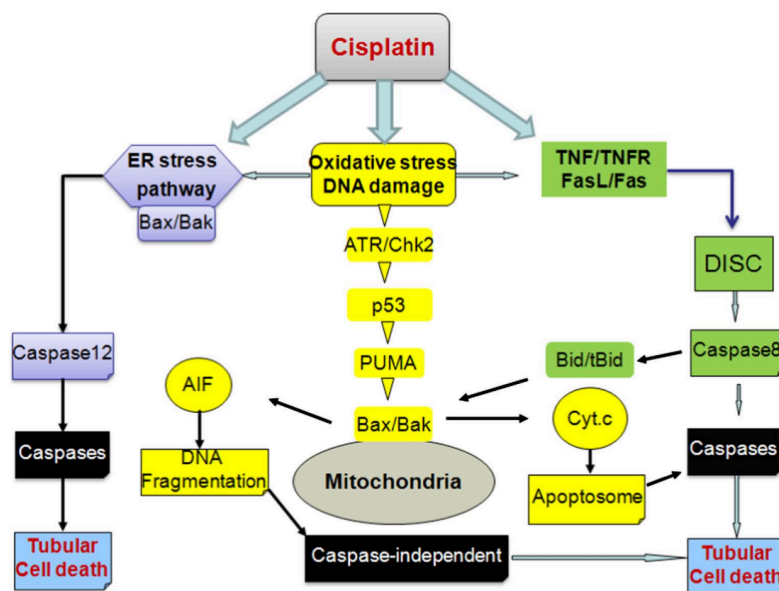 Cisplatin
ER stress
pathway
Bax/Bak
Oxidative stress
DNA damage
TNF/TNFR
FasL/Fas
ATR/Chk2
DISC
p53
Caspase12
PUMA
Bid/tBid
Caspase8
AIF
Bax/Bak
Cyt.c
Caspases
DNA
Fragmentation
Mitochondria
Apoptosome
Caspases
Tubular
Cell death
Caspase-independent
Tubular
Cell death